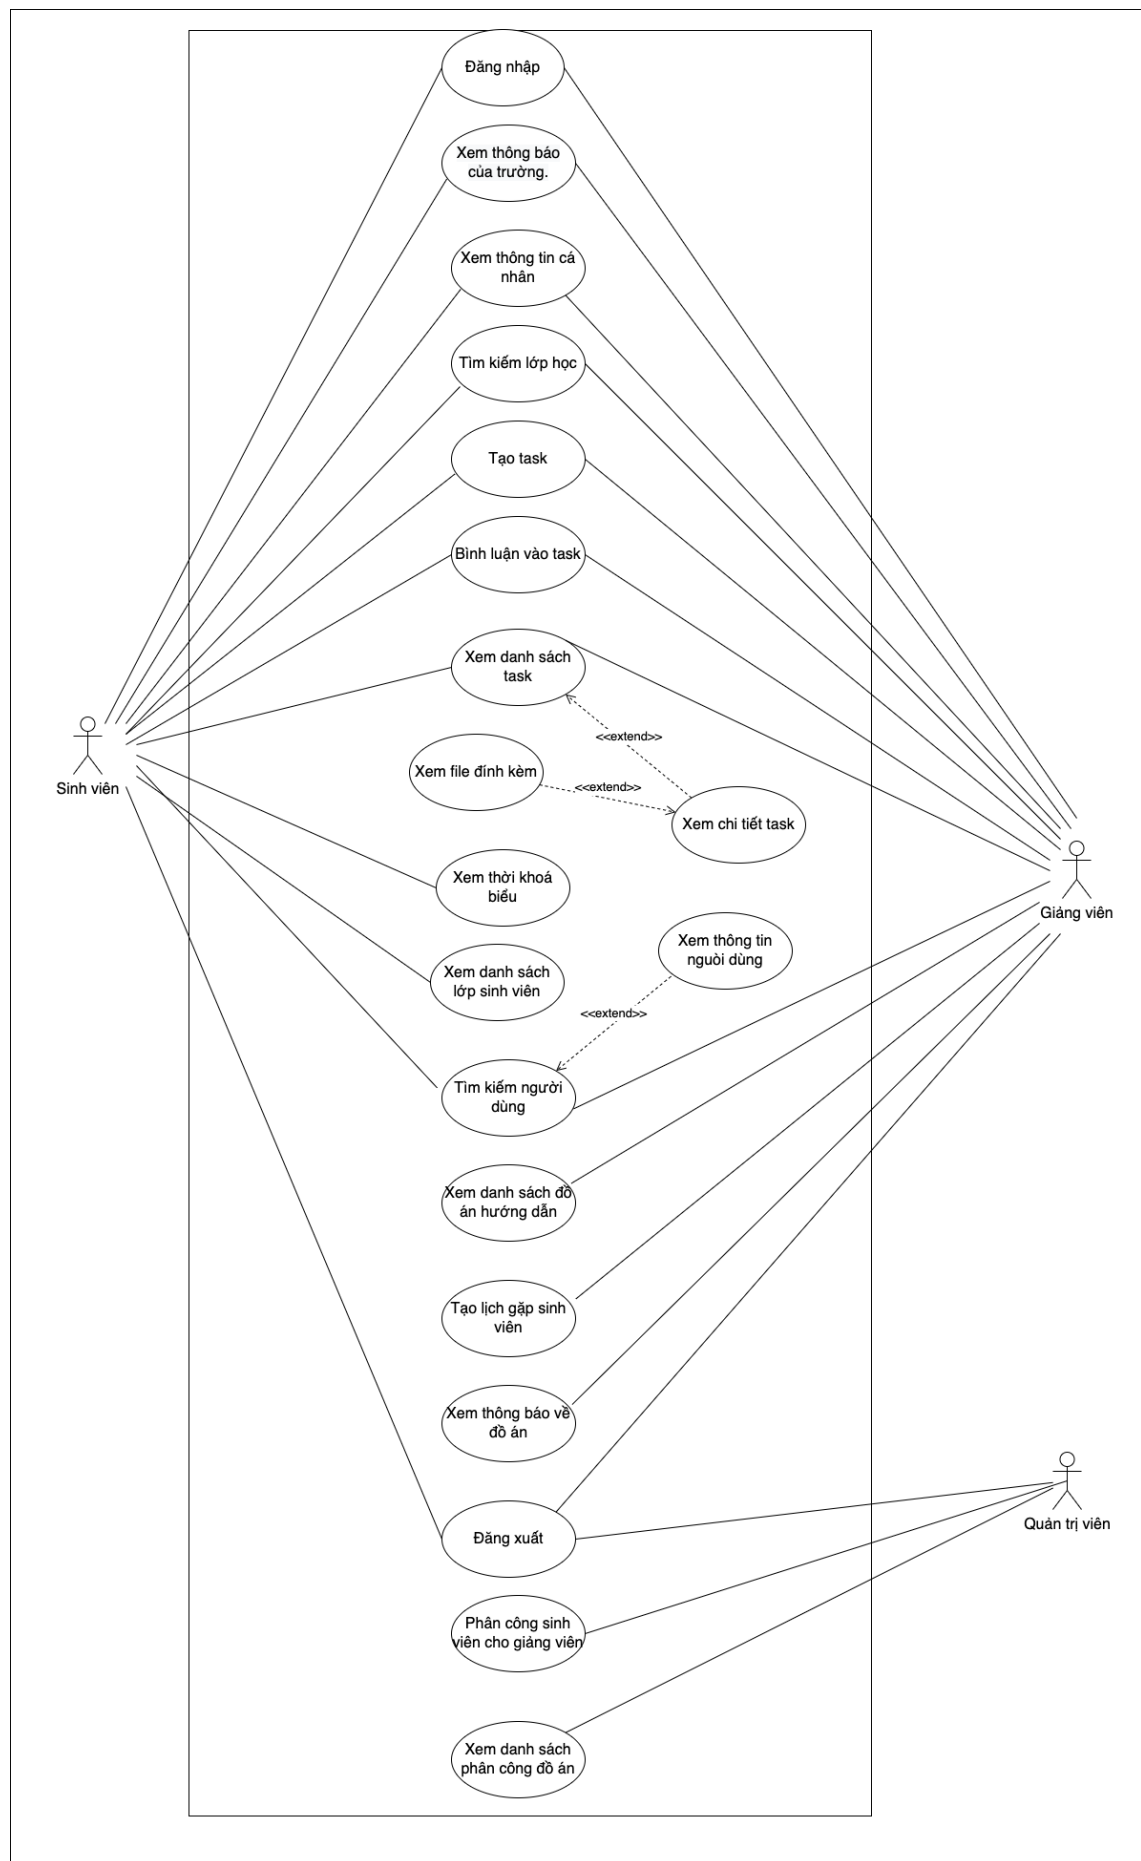 Đăng nhập
Xem thông báo
của trường.
Xem thông tin cá
nhân
Tìm kiếm lớp học
Tạo task
Bình luận vào task
Xem danh sách
task
<<extend>>
Xem file đính kèm
<<extend>>
Xem chi tiết task
Sinh viên
Xem thời khoá
biểu
Giảng viên
Xem thông tin
nguòi dùng
Xem danh sách
lớp sinh viên
<<extend>>
Tìm kiếm người
dùng
Xem danh sách đồ
án hướng dẫn
Tạo lịch gặp sinh
viên
Xem thông báo về
đồ án
Quản trị viên
Đăng xuất
Phân công sinh
viên cho giảng viên
Xem danh sách
phân công đồ án